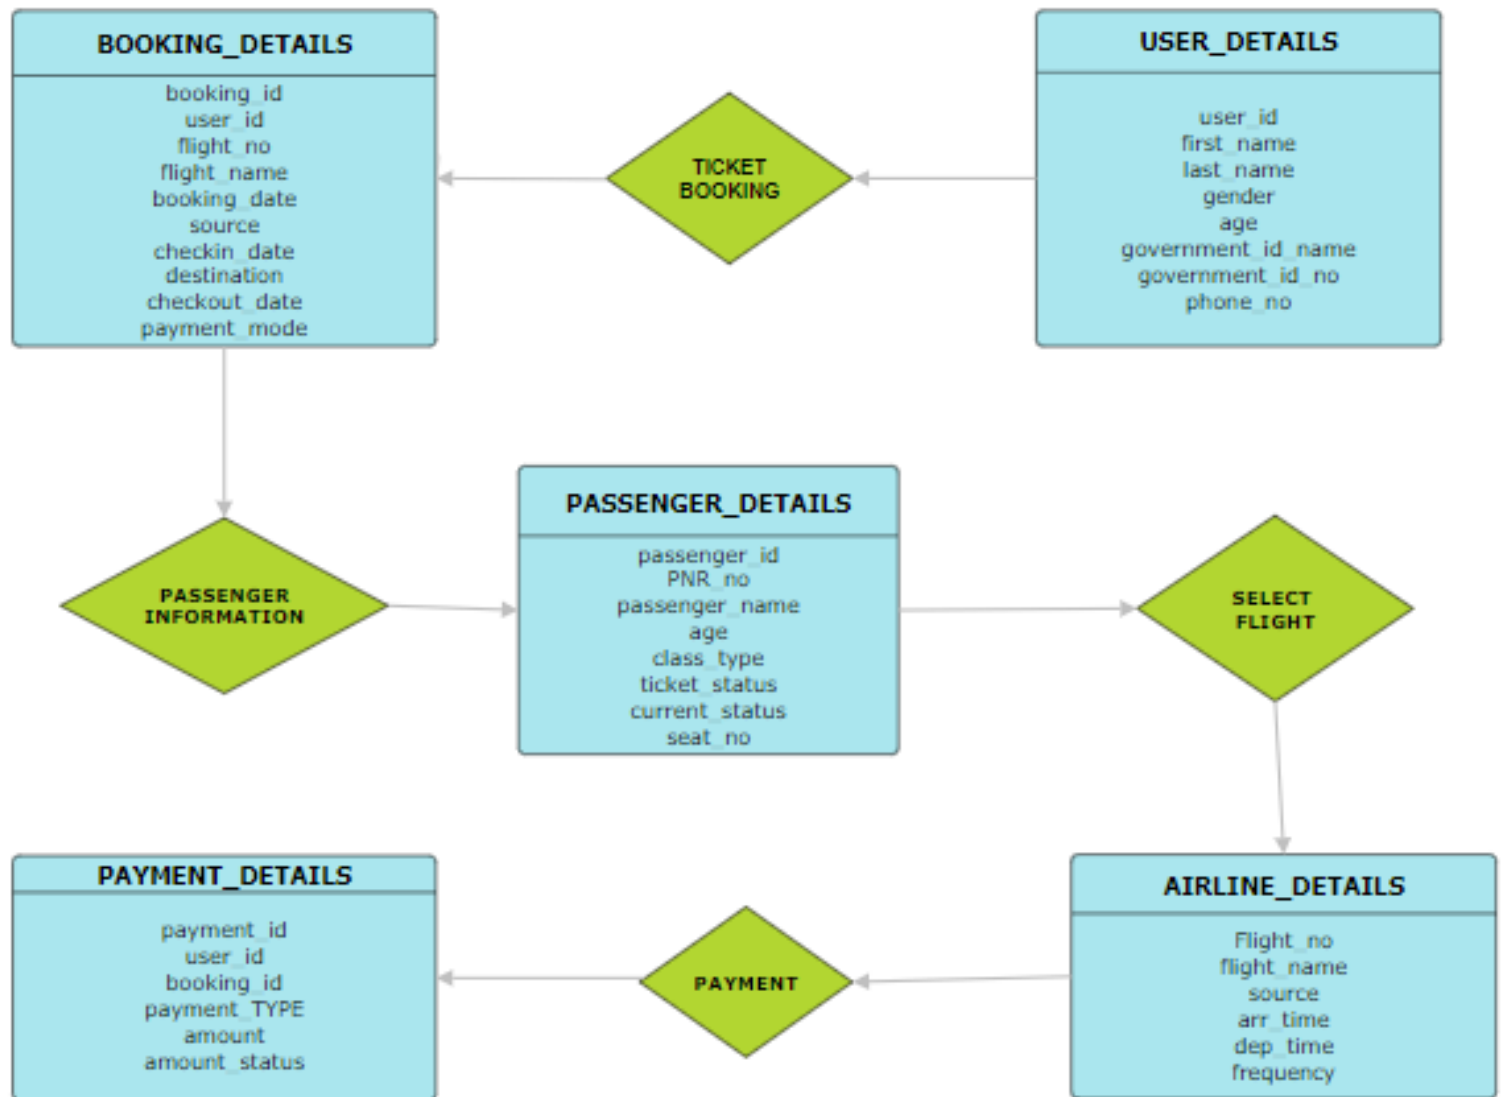 BOOKING_DETAILS
booking_id
user_id
flight_no
flight_name
booking_date
source
checkin_date
destination
checkout_date
payment_mode
TICKET
BOOKING
USER_DETAILS
user_id
first_name
last_name
gender
age
government_id_name
government_id_no
phone_no
PASSENGER
INFORMATION
PASSENGER_DETAILS
passenger_id
PNR_no
passenger_name
age
class_type
ticket_status
current_status
seat_no
SELECT
FLIGHT
PAYMENT_DETAILS
payment_id
user_id
booking_id
payment_TYPE
amount
amount_status
PAYMENT
AIRLINE_DETAILS
Flight_no
flight_name
source
arr_time
dep_time
frequency